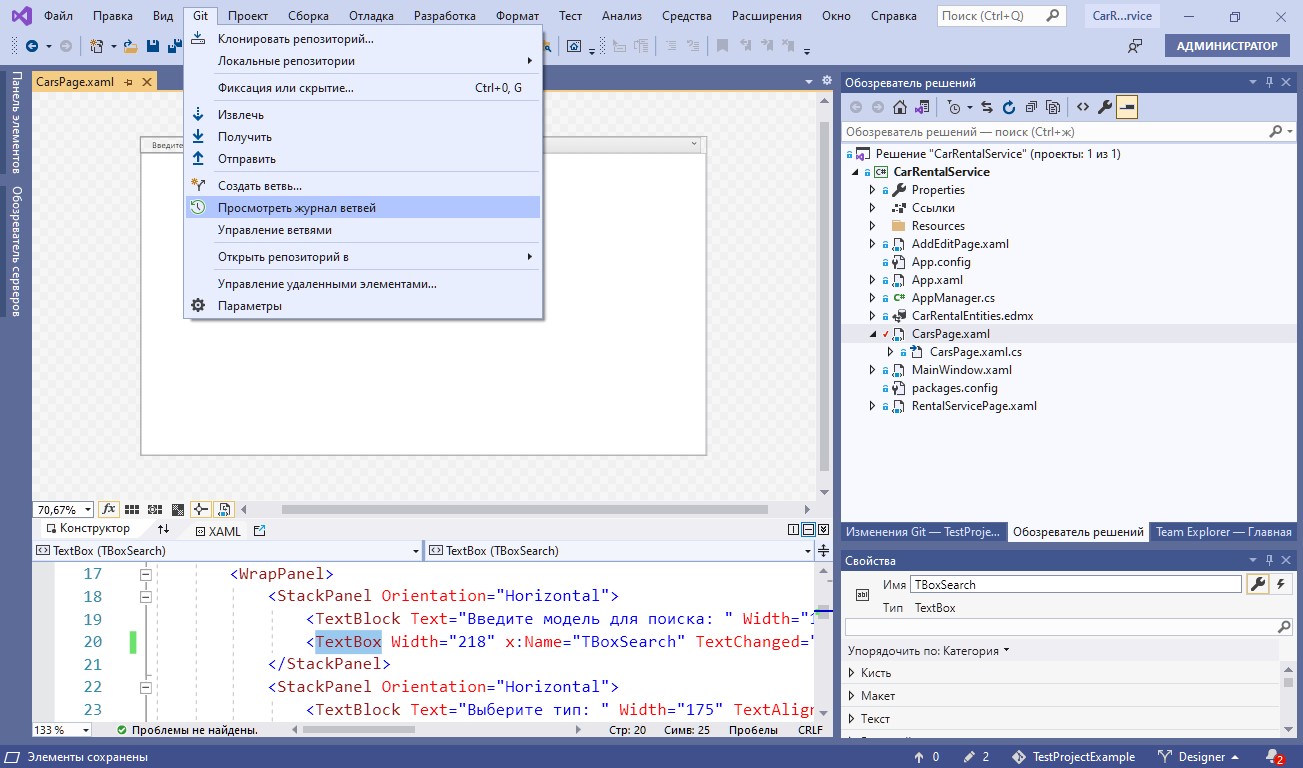 Файл Правка Вид Git Проект Сборка Отладка Разработка Формат Тест Анализ Средства Расширения Окно Справка Поиск (Ctrl+Q) CarR...rvice
АДМИНИСТРАТОР
Клонировать репозиторий...
Локальные репозитории
Фиксация или скрытие... Ctrl+0, G
Извлечь
Получить
Отправить
Создать ветвь...
Просмотреть журнал ветвей
Управление ветвями
Открыть репозиторий в
Управление удаленными элементами...
Параметры
Панель элементов
Обозреватель серверов
CarsPage.xaml
Введите
70,67%
Конструктор XAML
TextBox (TBoxSearch) TextBox (TBoxSearch)
17 <WrapPanel>
18 <StackPanel Orientation="Horizontal">
19 <TextBlock Text="Введите модель для поиска: " Width="1
20 <TextBox Width="218" x:Name="TBoxSearch" TextChanged="
21 </StackPanel>
22 <StackPanel Orientation="Horizontal">
23 <TextBlock Text="Выберите тип: " Width="175" TextAlign
133 % Проблемы не найдены. Стр: 20 Симв: 25 Пробелы CRLF
Обозреватель решений
Обозреватель решений — поиск (Ctrl+ж)
Решение "CarRentalService" (проекты: 1 из 1)
CarRentalService
Properties
Ссылки
Resources
AddEditPage.xaml
App.config
App.xaml
AppManager.cs
CarRentalEntities.edmx
CarsPage.xaml
CarsPage.xaml.cs
MainWindow.xaml
packages.config
RentalServicePage.xaml
Изменения Git — TestProje... Обозреватель решений Team Explorer — Главная
Свойства
Имя TBoxSearch
Тип TextBox
Упорядочить по: Категория
Кисть
Макет
Текст
Элементы сохранены 0 2 TestProjectExample Designer 2